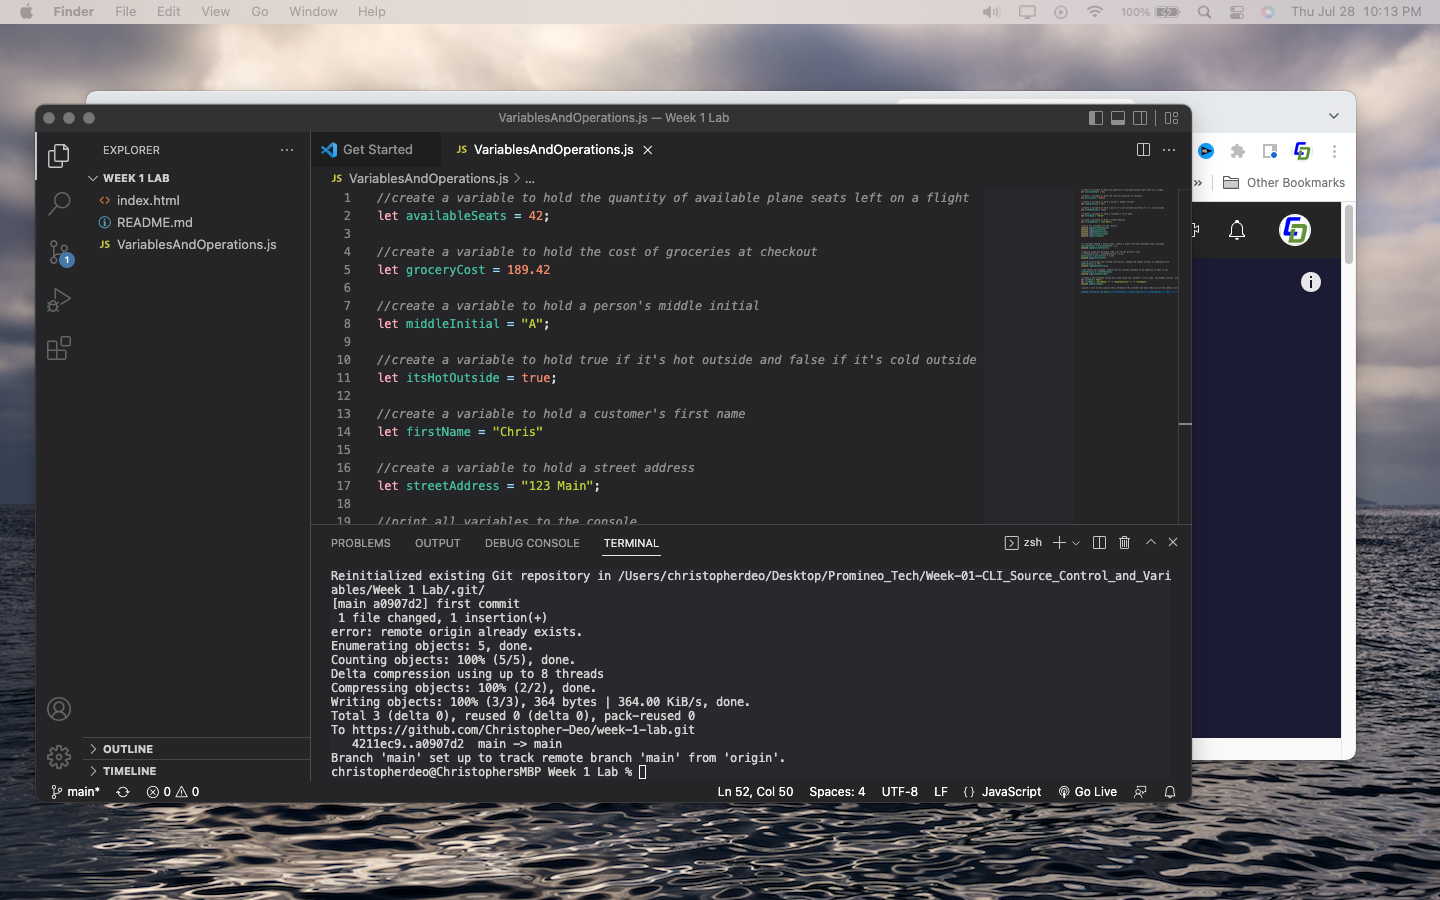 Finder File Edit View Go Window Help 100% Thu Jul 28 10:13 PM
VariablesAndOperations.js — Week 1 Lab
EXPLORER
Get Started
JS VariablesAndOperations.js
WEEK 1 LAB
index.html
README.md
JS VariablesAndOperations.js
1
JS VariablesAndOperations.js > ...
1 //create a variable to hold the quantity of available plane seats left on a flight
2 let availableSeats = 42;
3
4 //create a variable to hold the cost of groceries at checkout
5 let groceryCost = 189.42
6
7 //create a variable to hold a person's middle initial
8 let middleInitial = "A";
9
10 //create a variable to hold true if it's hot outside and false if it's cold outside
11 let itsHotOutside = true;
12
13 //create a variable to hold a customer's first name
14 let firstName = "Chris"
15
16 //create a variable to hold a street address
17 let streetAddress = "123 Main";
18
19 //print all variables to the console
» Other Bookmarks
PROBLEMS OUTPUT DEBUG CONSOLE TERMINAL zsh
Reinitialized existing Git repository in /Users/christopherdeo/Desktop/Promineo_Tech/Week-01-CLI_Source_Control_and_Vari
ables/Week 1 Lab/.git/
[main a0907d2] first commit
1 file changed, 1 insertion(+)
error: remote origin already exists.
Enumerating objects: 5, done.
Counting objects: 100% (5/5), done.
Delta compression using up to 8 threads
Compressing objects: 100% (2/2), done.
Writing objects: 100% (3/3), 364 bytes | 364.00 KiB/s, done.
Total 3 (delta 0), reused 0 (delta 0), pack-reused 0
To https://github.com/Christopher-Deo/week-1-lab.git
4211ec9..a0907d2 main -> main
Branch 'main' set up to track remote branch 'main' from 'origin'.
christopherdeo@ChristophersMBP Week 1 Lab %
OUTLINE
TIMELINE
main* 0 0 Ln 52, Col 50 Spaces: 4 UTF-8 LF {} JavaScript Go Live